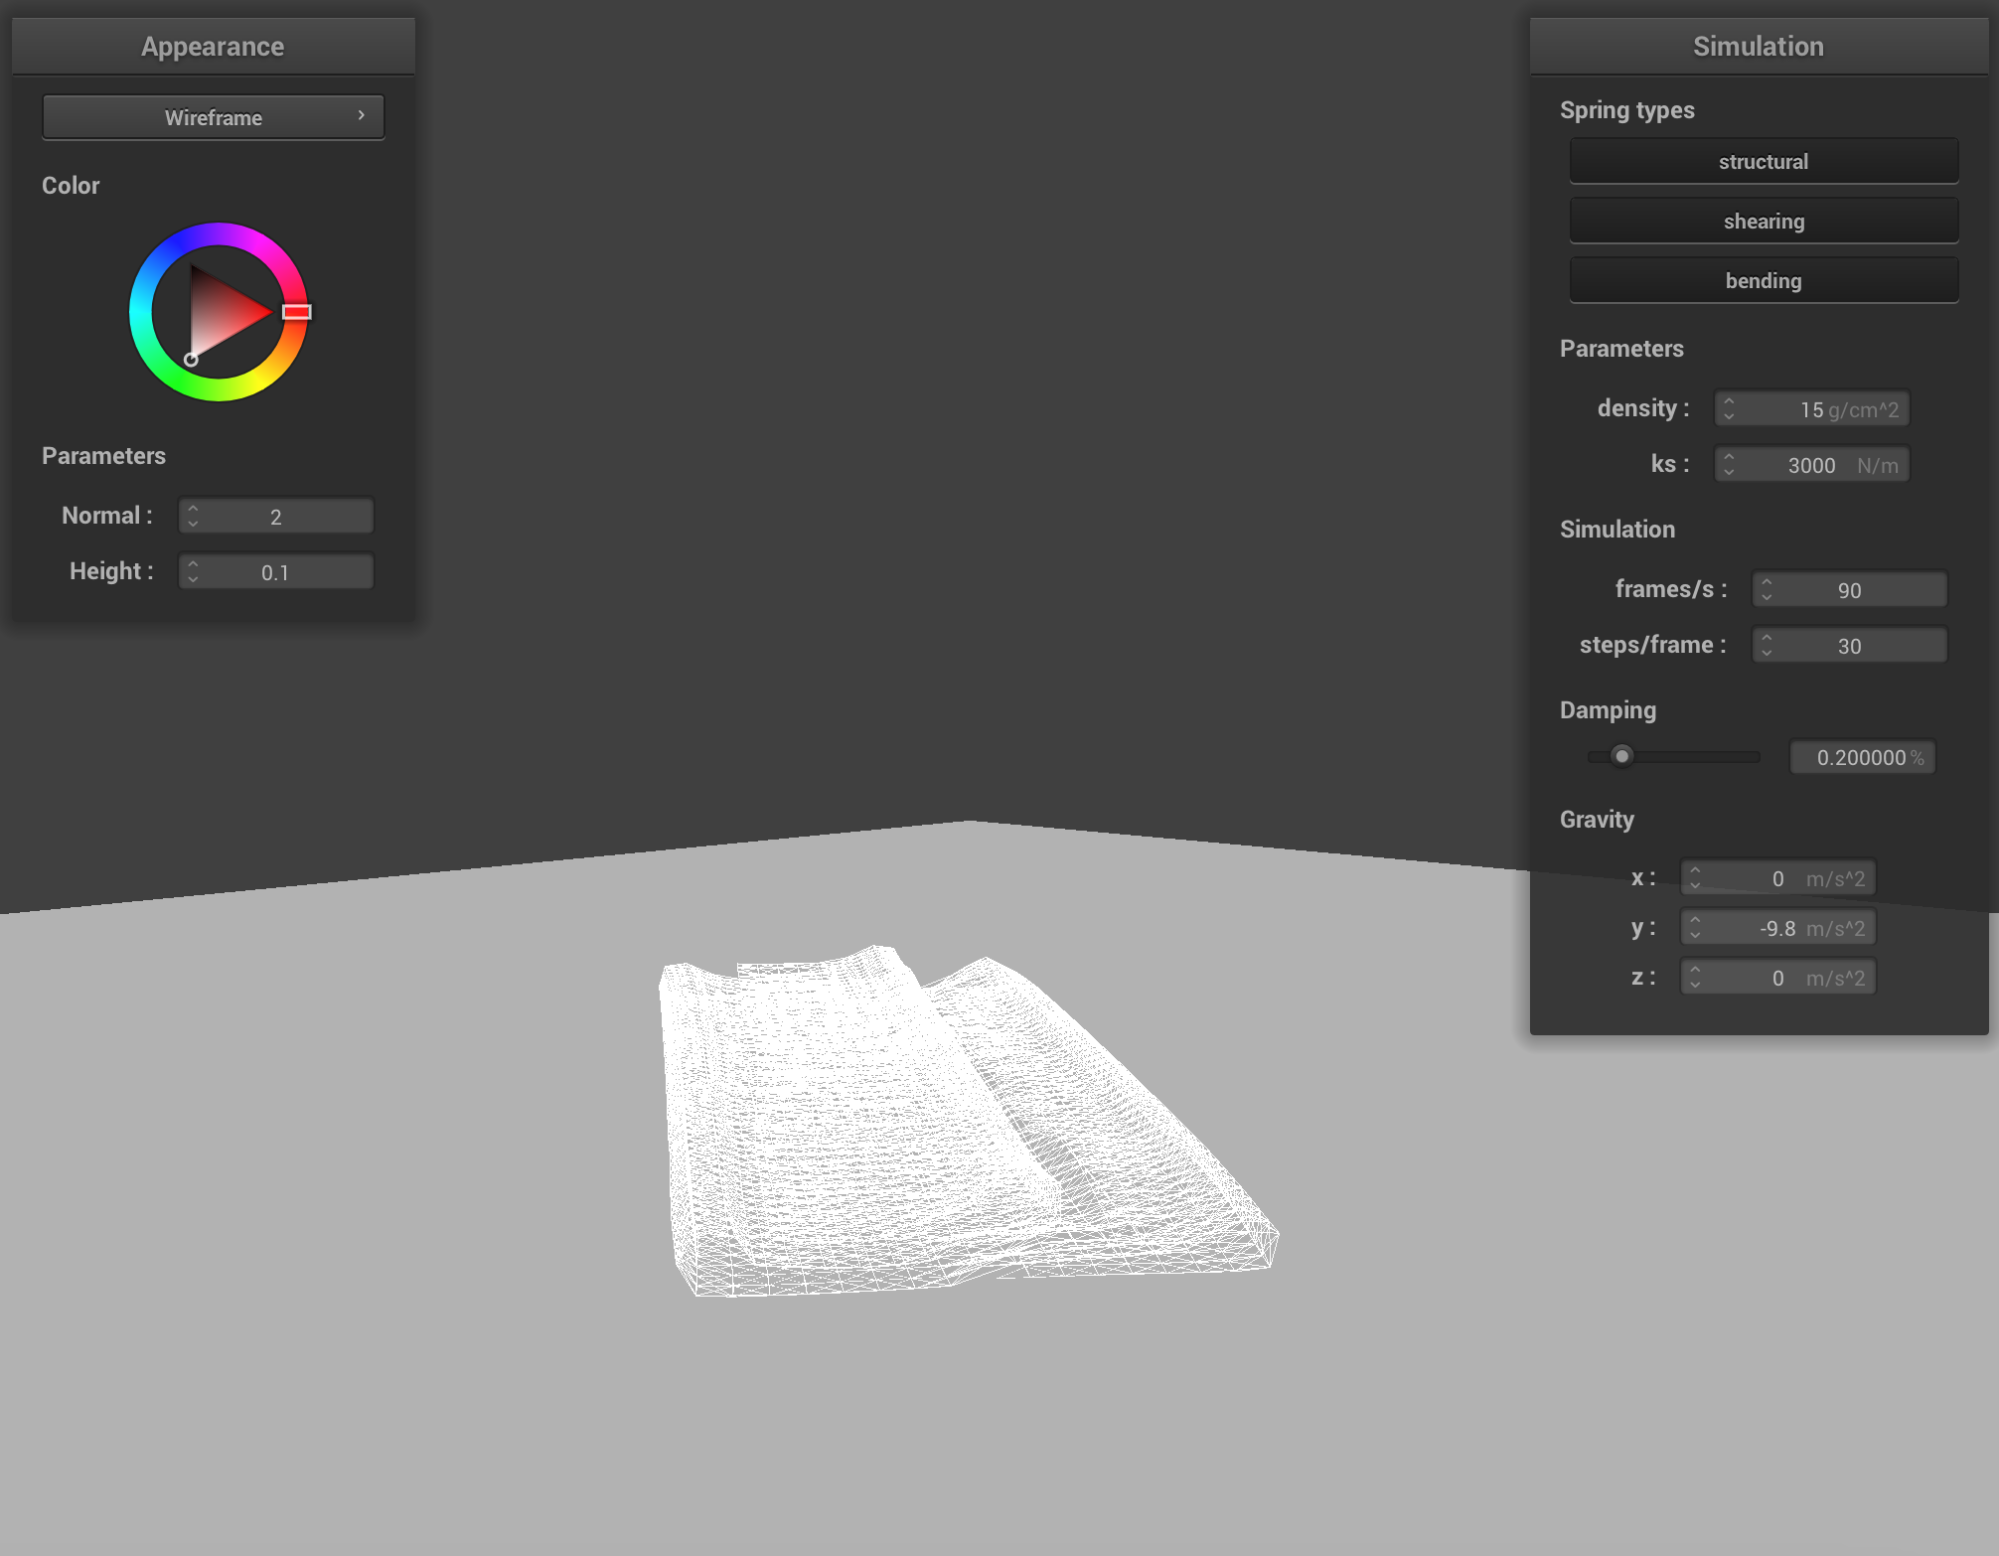 Appearance
Wireframe
Color
Parameters
Normal : 2
Height : 0.1
Simulation
Spring types
structural
shearing
bending
Parameters
density : 15 g/cm^2
ks : 3000 N/m
Simulation
frames/s : 90
steps/frame : 30
Damping
0.200000 %
Gravity
x : 0 m/s^2
y : -9.8 m/s^2
z : 0 m/s^2